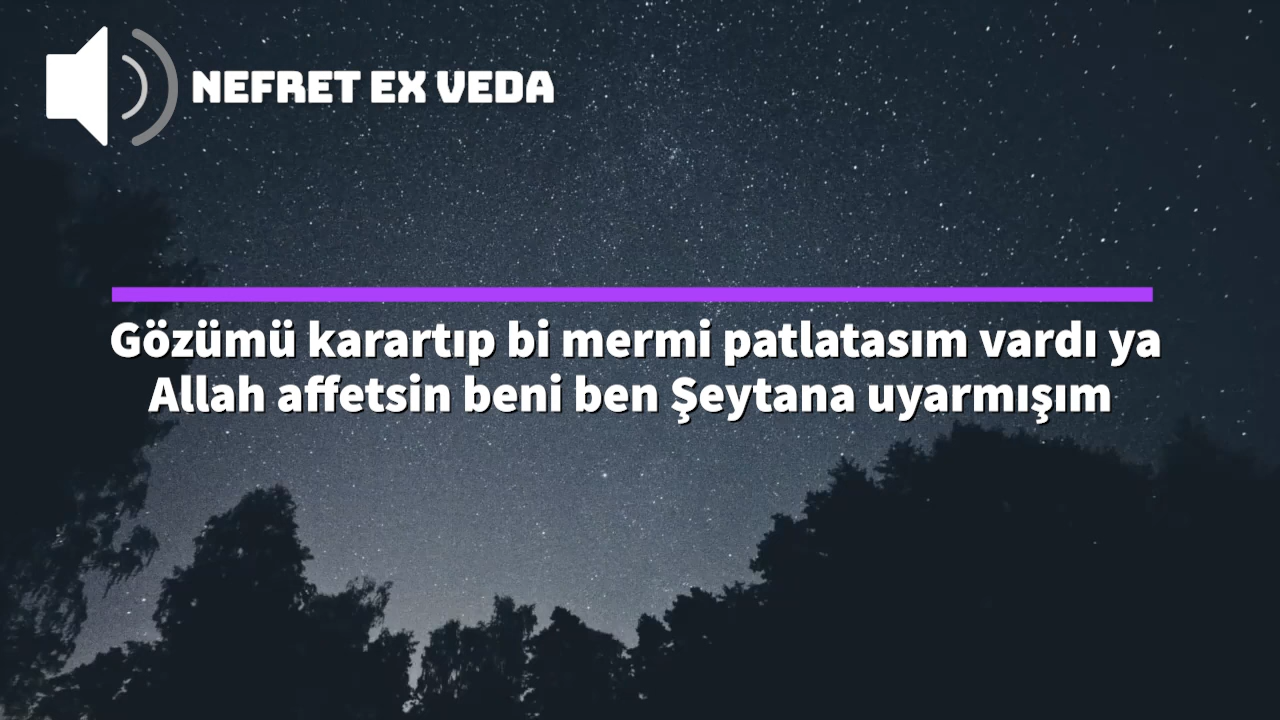 NEFRET EX VEDA
Gözümü karartıp bi mermi patlatasım vardı ya
Allah affetsin beni ben Şeytana uyarmışım